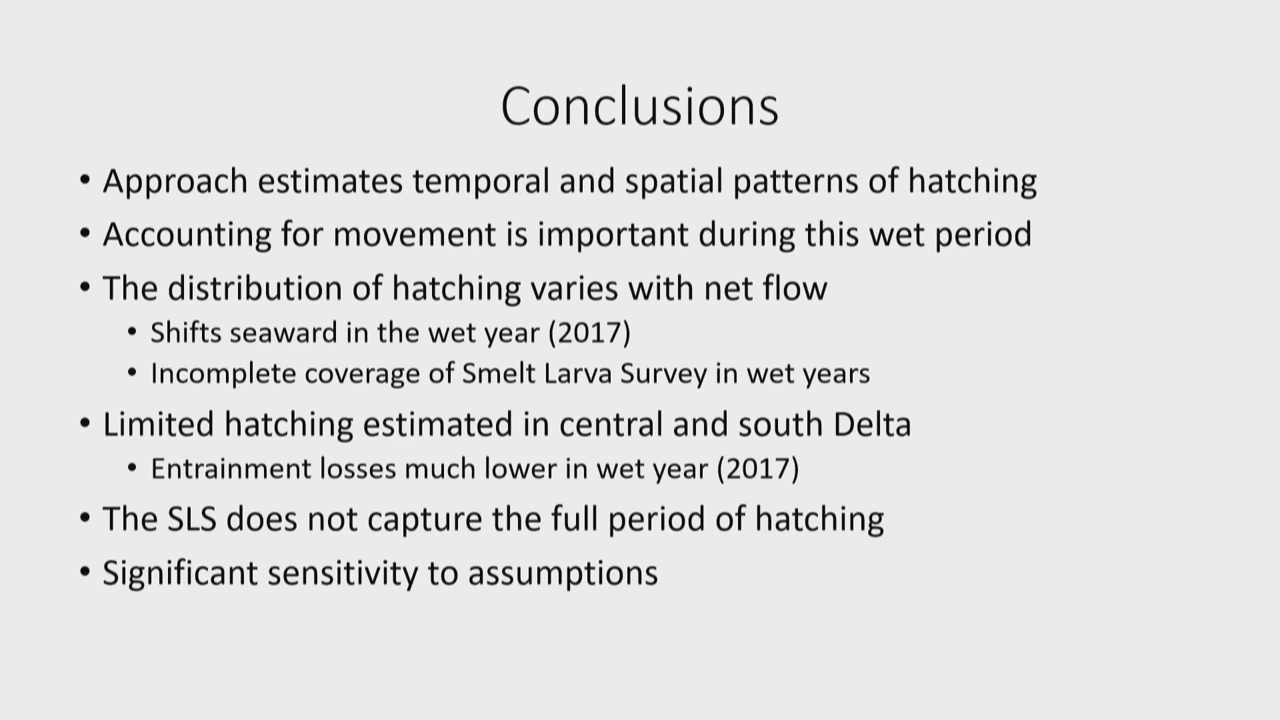 Conclusions
• Approach estimates temporal and spatial patterns of hatching
• Accounting for movement is important during this wet period
• The distribution of hatching varies with net flow
• Shifts seaward in the wet year (2017)
• Incomplete coverage of Smelt Larva Survey in wet years
• Limited hatching estimated in central and south Delta
• Entrainment losses much lower in wet year (2017)
• The SLS does not capture the full period of hatching
• Significant sensitivity to assumptions